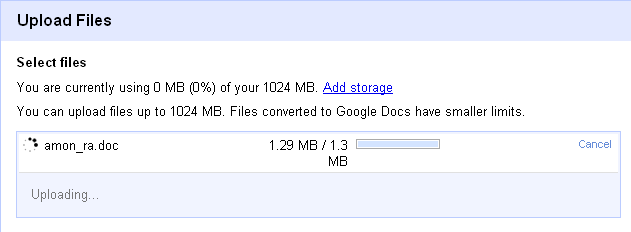 Upload Files
Select files
You are currently using 0 MB (0%) of your 1024 MB. Add storage
You can upload files up to 1024 MB. Files converted to Google Docs have smaller limits.
amon_ra.doc 1.29 MB / 1.3 Cancel
MB
Uploading...